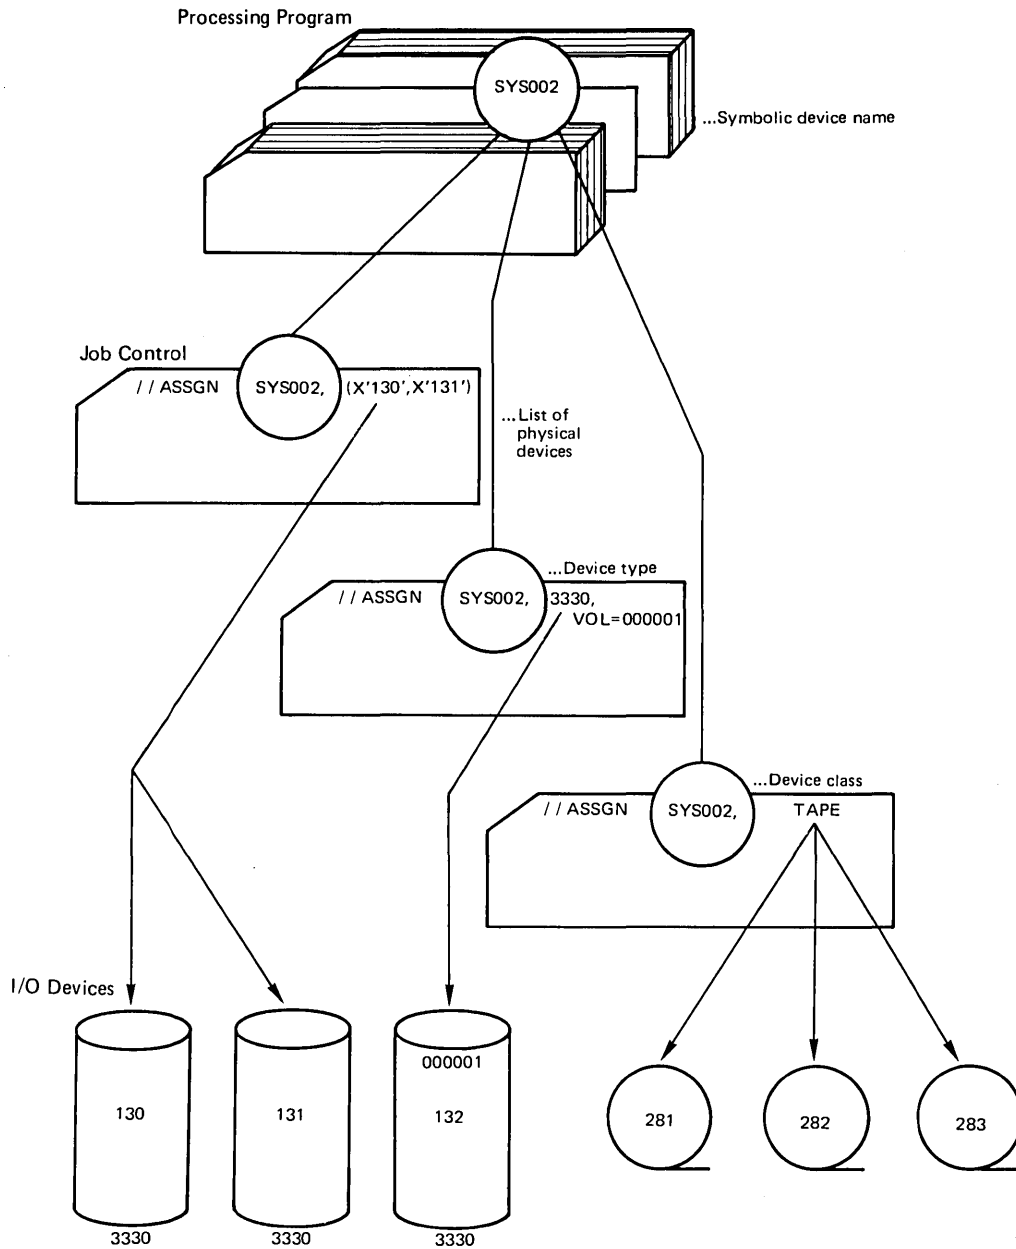 Processing Program
SYS002
...Symbolic device name
Job Control
// ASSGN SYS002, (X'130',X'131')
...List of
physical
devices
...Device type
// ASSGN SYS002, 3330,
VOL=000001
...Device class
// ASSGN SYS002, TAPE
I/O Devices
000001
130 131 132 281 282 283
3330 3330 3330